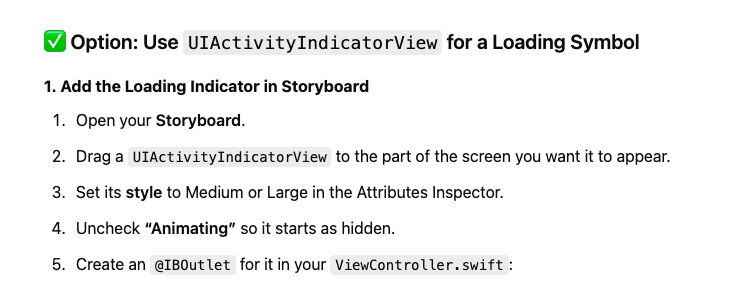 ✅ Option: Use UIActivityIndicatorView for a Loading Symbol
1. Add the Loading Indicator in Storyboard
1. Open your Storyboard.
2. Drag a UIActivityIndicatorView to the part of the screen you want it to appear.
3. Set its style to Medium or Large in the Attributes Inspector.
4. Uncheck “Animating” so it starts as hidden.
5. Create an @IBOutlet for it in your ViewController.swift: